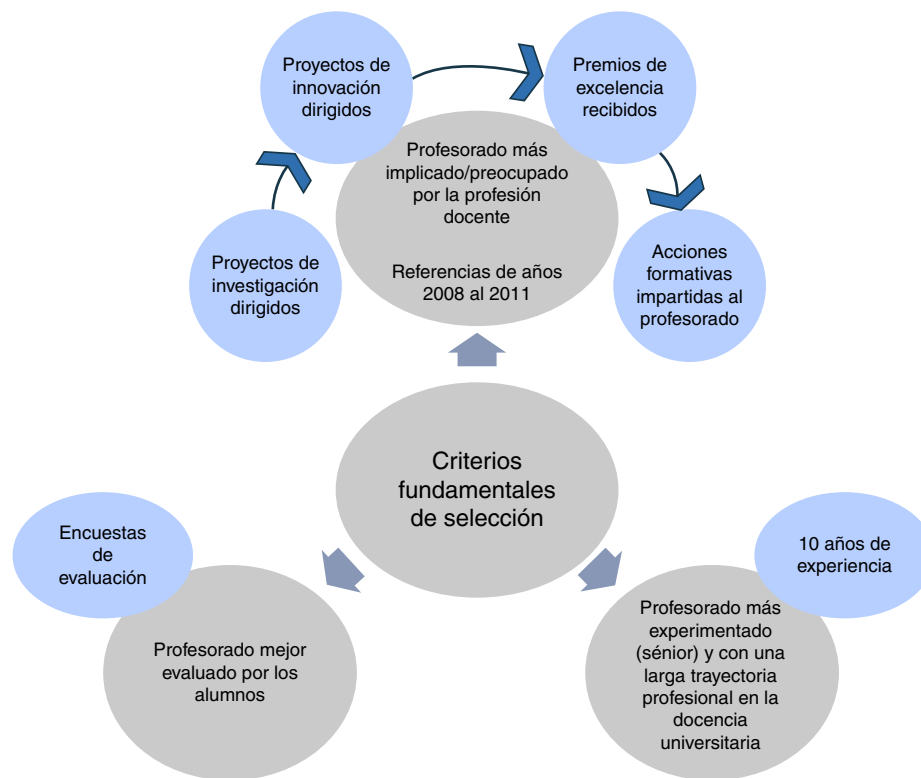 Proyectos de
innovación
dirigidos
Premios de
excelencia
recibidos
Profesorado más
implicado/preocupado
por la profesión
docente
Referencias de años
2008 al 2011
Proyectos de
investigación
dirigidos
Acciones
formativas
impartidas al
profesorado
Criterios
fundamentales
de selección
Encuestas
de
evaluación
Profesorado mejor
evaluado por los
alumnos
10 años de
experiencia
Profesorado más
experimentado
(sénior) y con una
larga trayectoria
profesional en la
docencia
universitaria